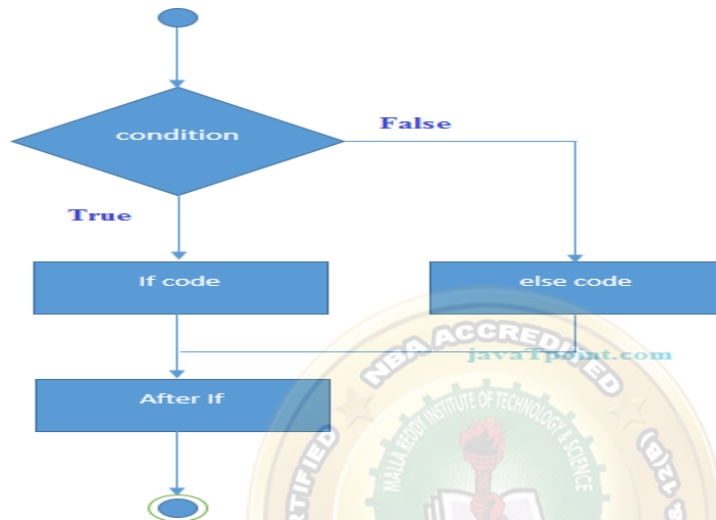 condition
False
True
If code
else code
javaTpoint.com
After If
NBA ACCREDITED
MALLA REDDY INSTITUTE OF TECHNOLOGY & SCIENCE
12(B)